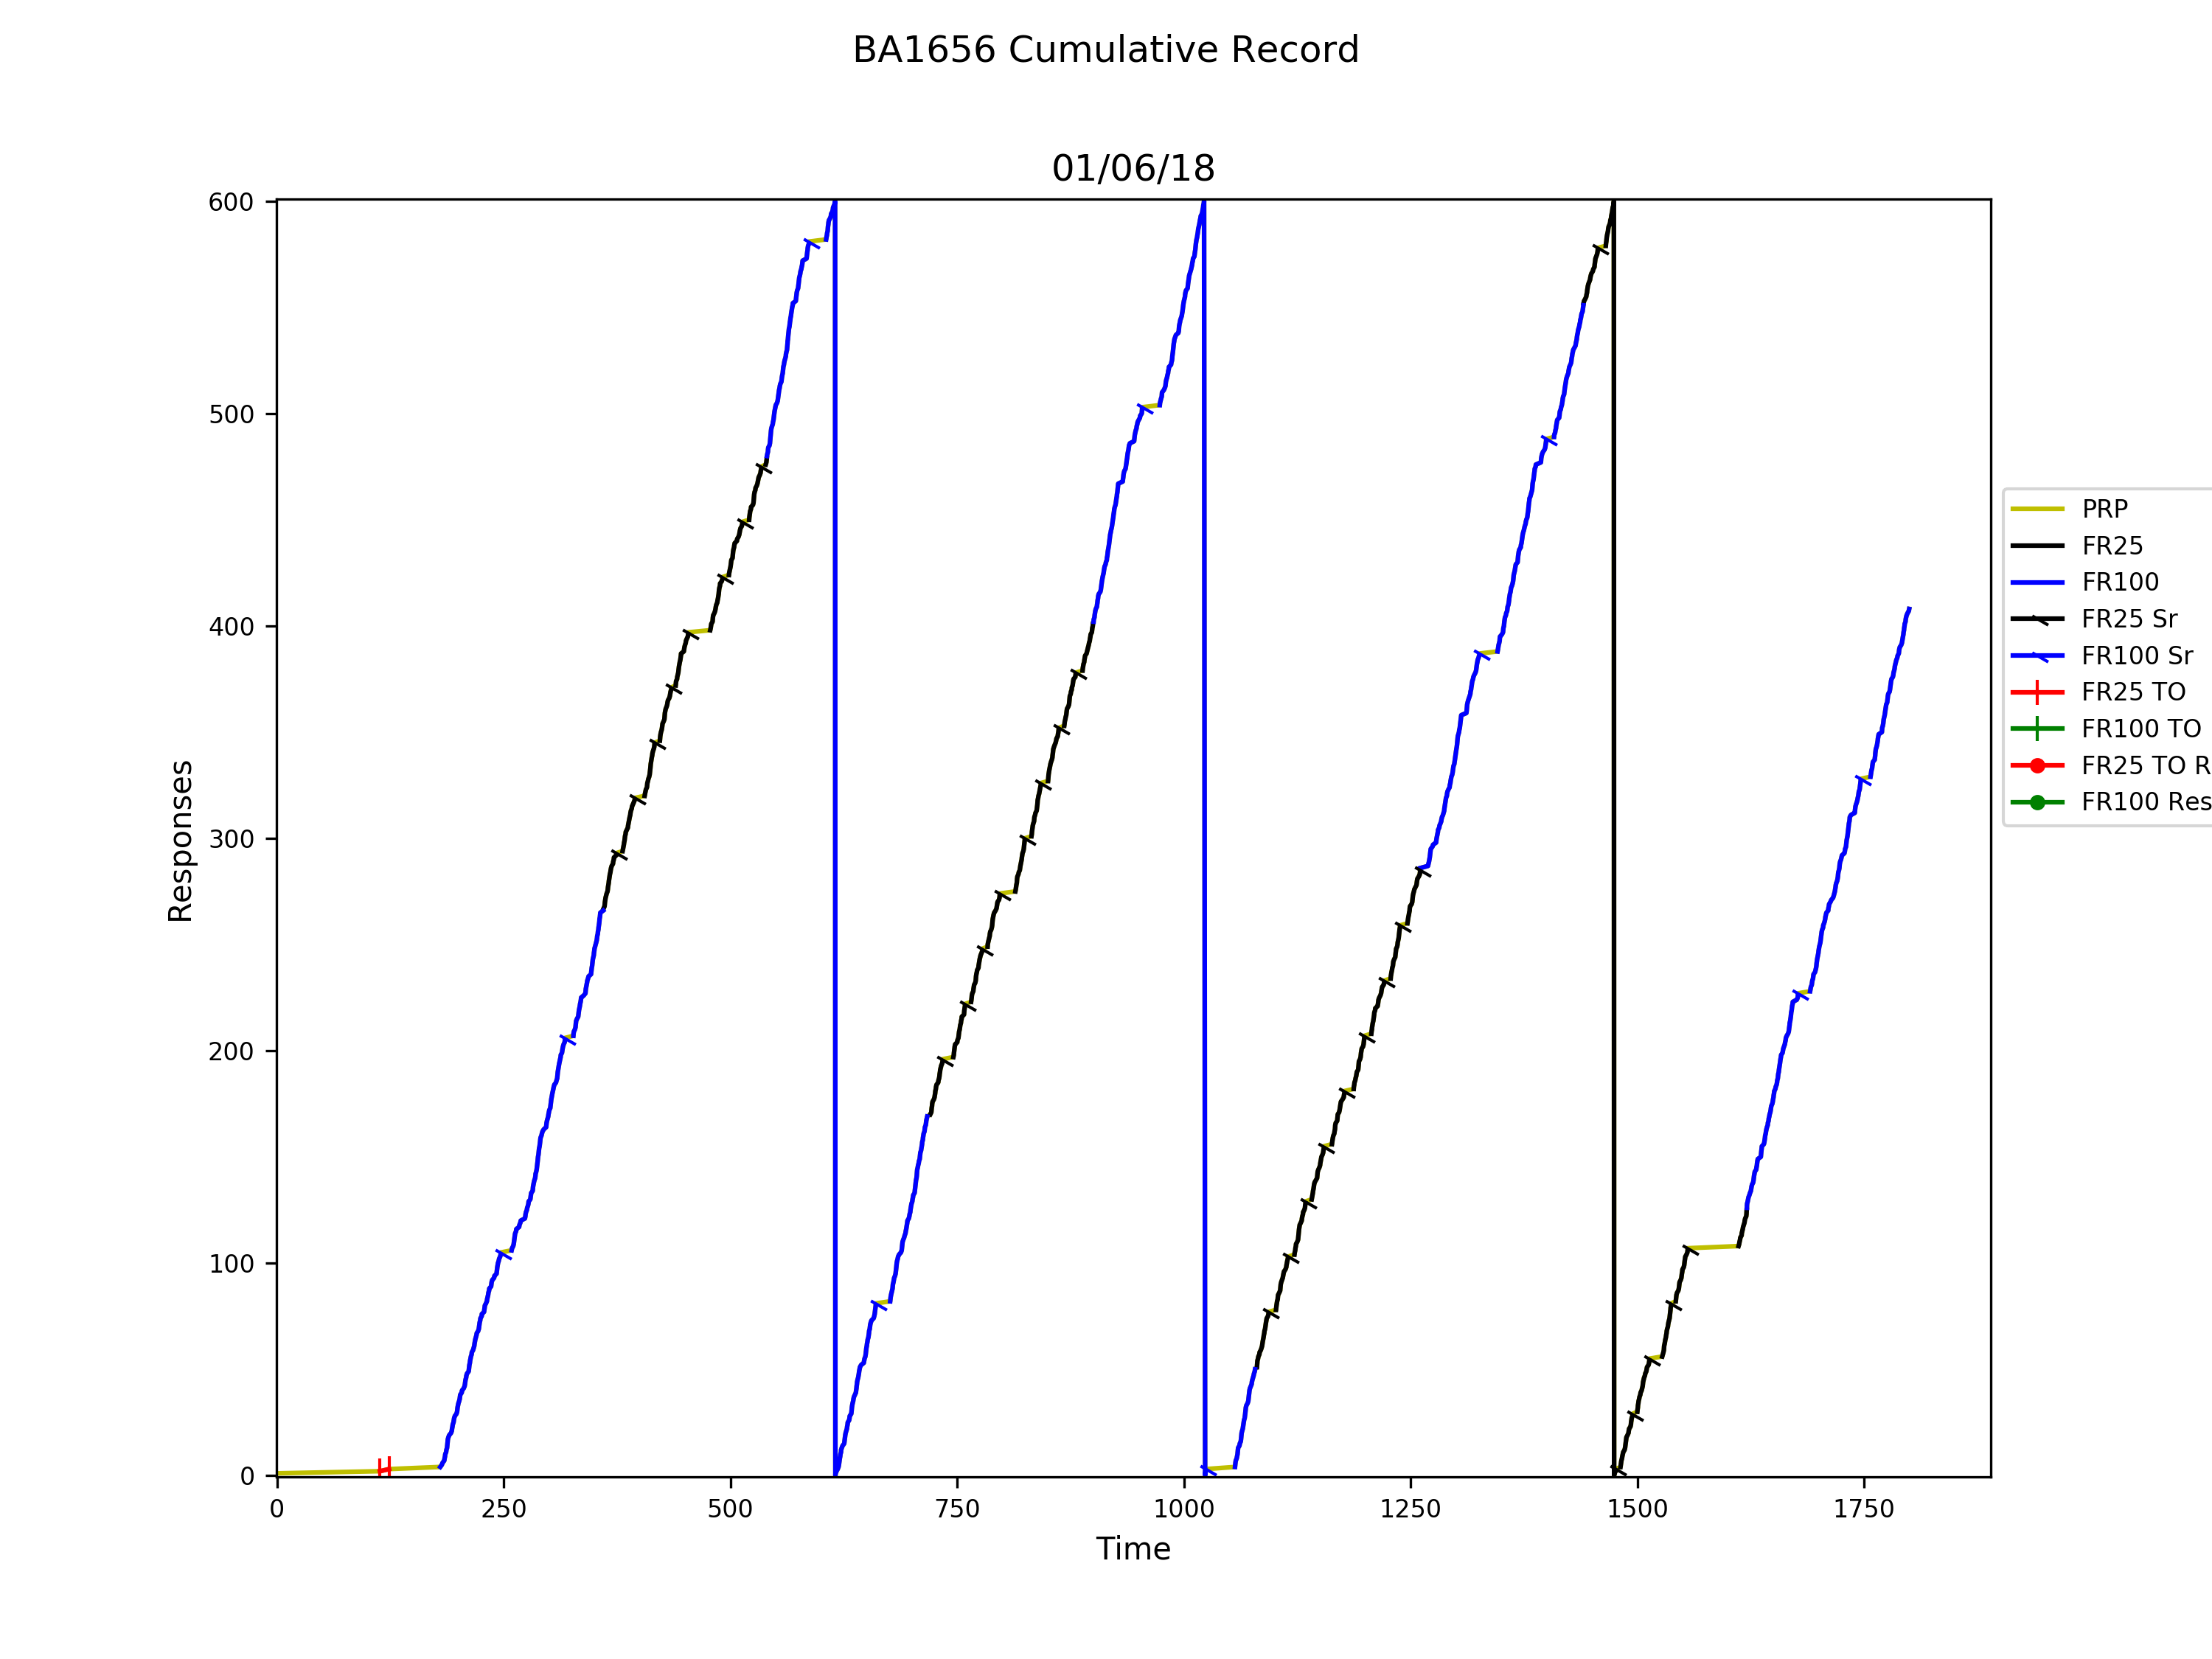 BA1656 Cumulative Record
01/06/18
600
500
400
300
200
100
0
Responses
0 250 500 750 1000 1250 1500 1750
Time
PRP
FR25
FR100
FR25 Sr
FR100 Sr
FR25 TO
FR100 TO
FR25 TO R
FR100 Res